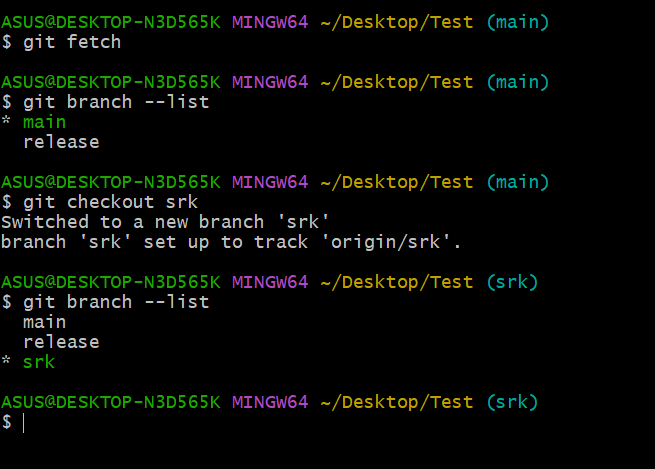 ASUS@DESKTOP-N3D565K MINGW64 ~/Desktop/Test (main)
$ git fetch
ASUS@DESKTOP-N3D565K MINGW64 ~/Desktop/Test (main)
$ git branch --list
* main
  release
ASUS@DESKTOP-N3D565K MINGW64 ~/Desktop/Test (main)
$ git checkout srk
Switched to a new branch 'srk'
branch 'srk' set up to track 'origin/srk'.
ASUS@DESKTOP-N3D565K MINGW64 ~/Desktop/Test (srk)
$ git branch --list
  main
  release
* srk
ASUS@DESKTOP-N3D565K MINGW64 ~/Desktop/Test (srk)
$